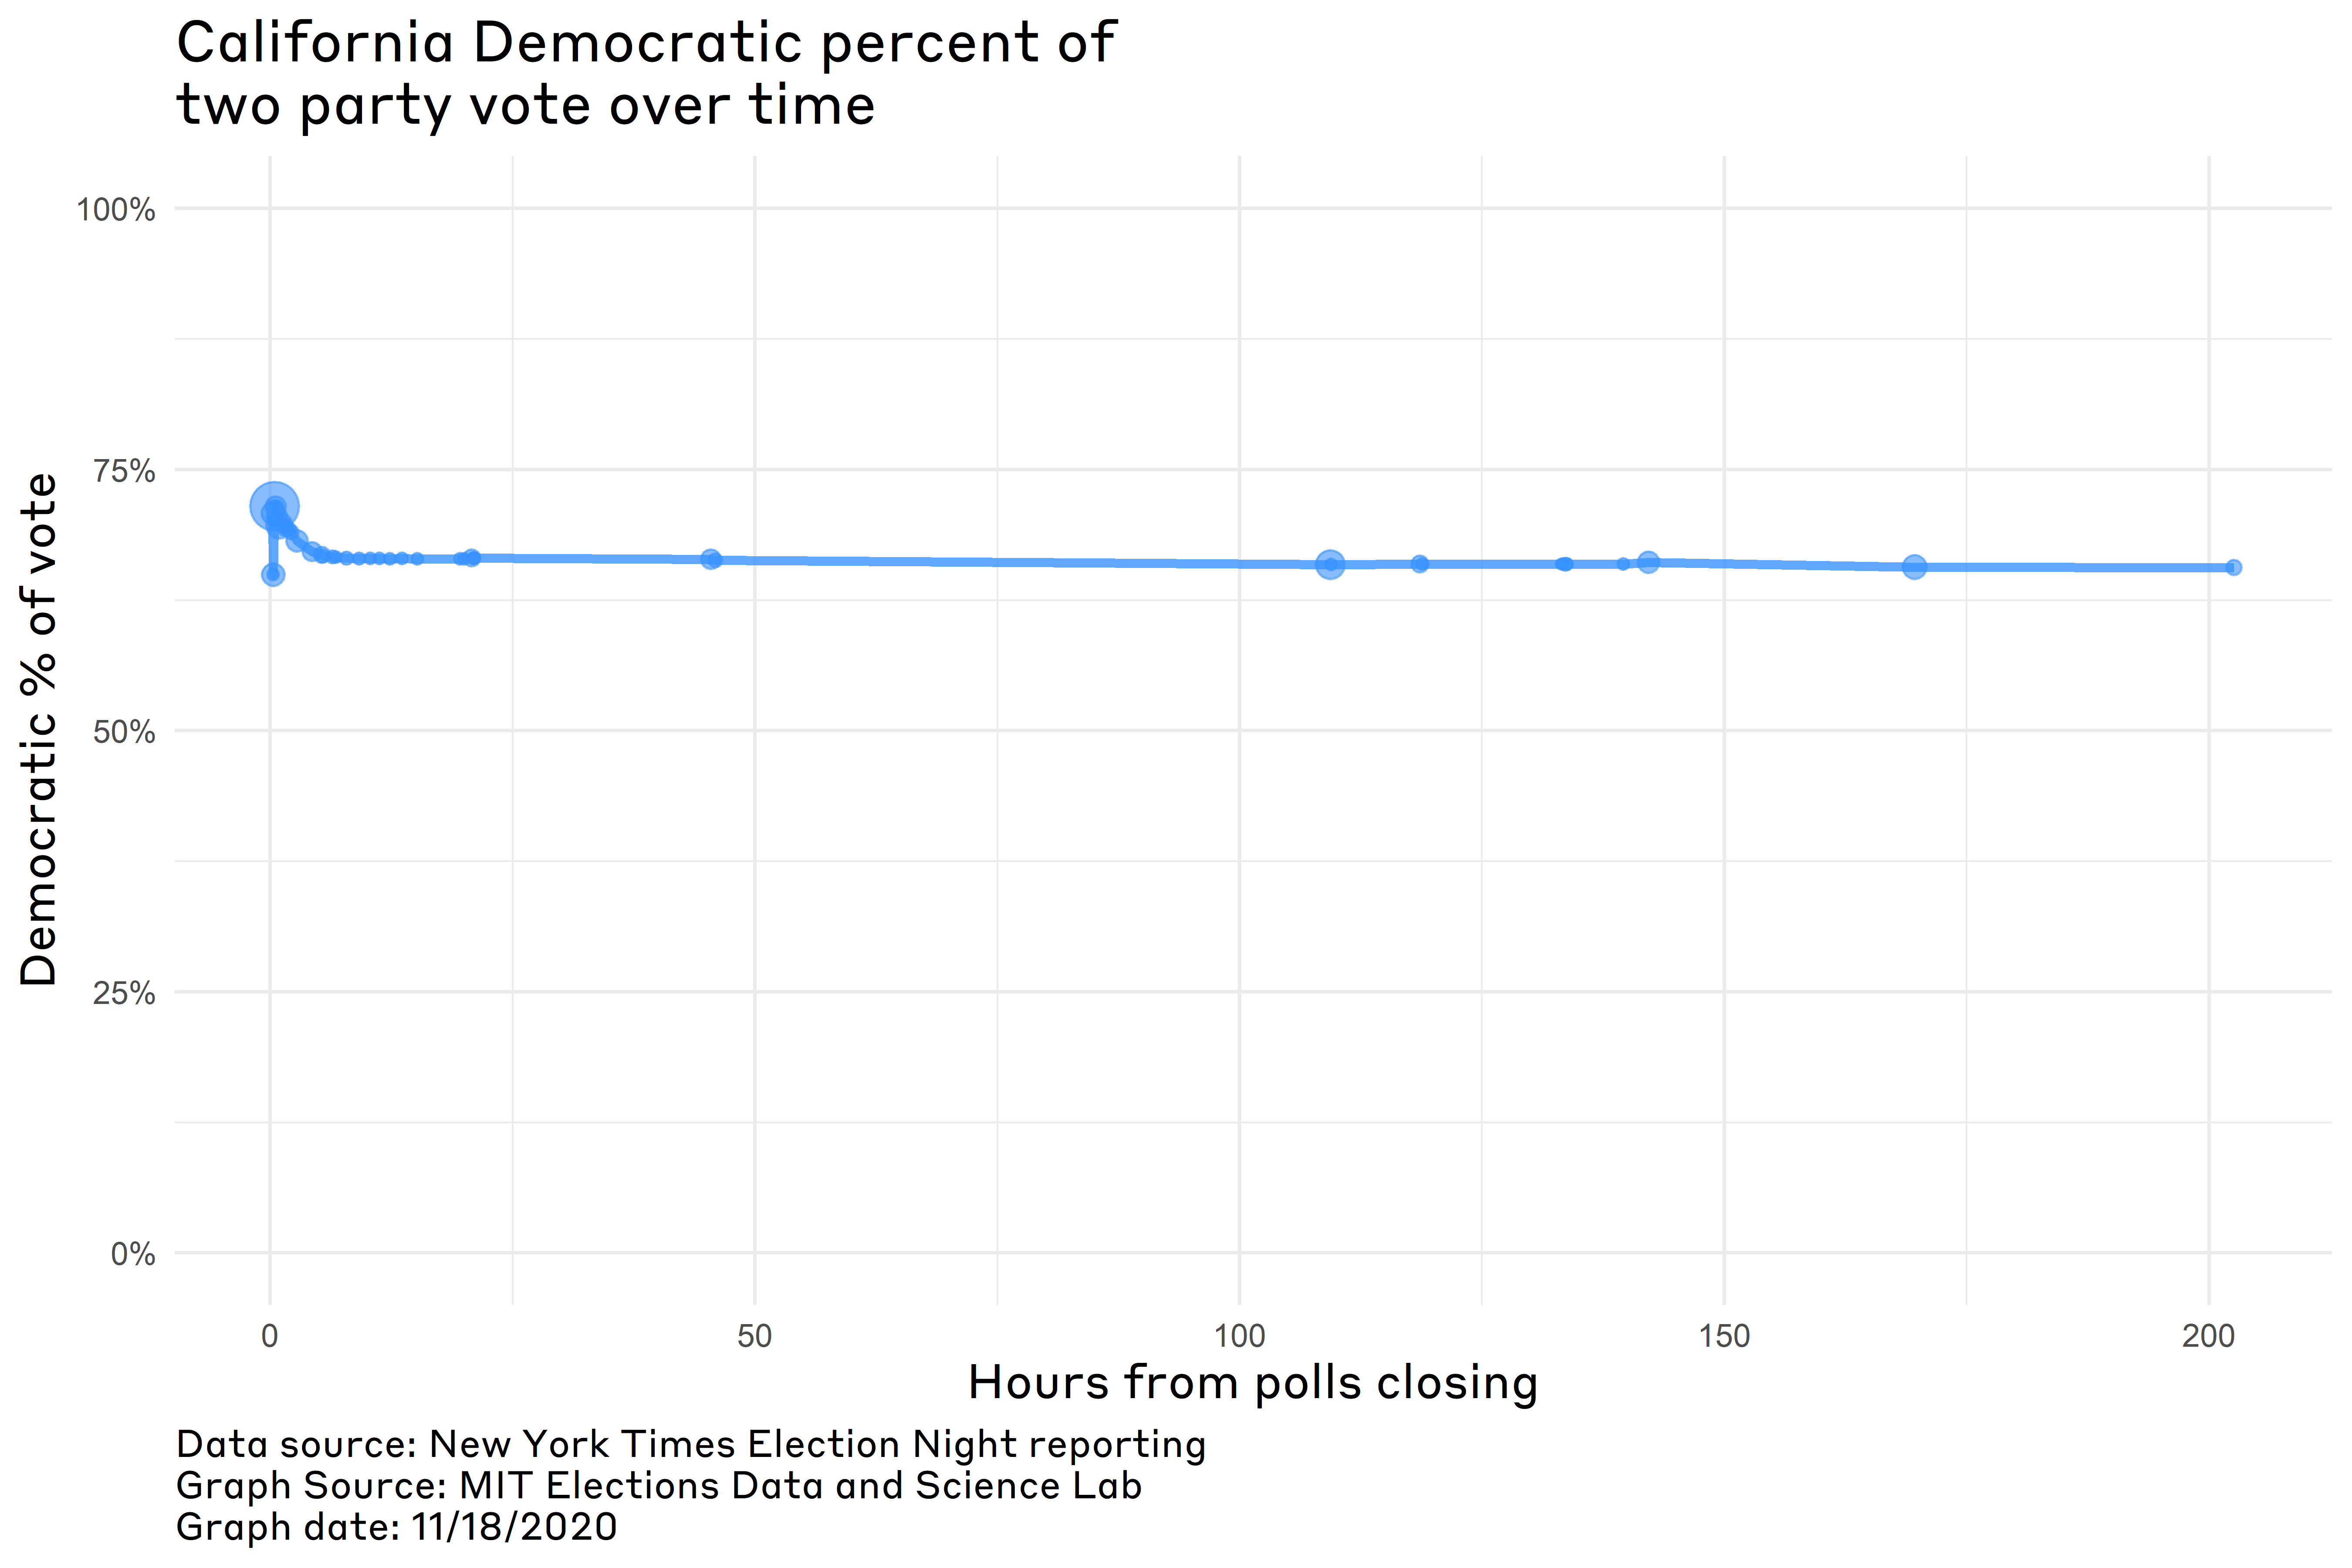 California Democratic percent of
two party vote over time
Democratic % of vote
100%
75%
50%
25%
0%
0 50 100 150 200
Hours from polls closing
Data source: New York Times Election Night reporting
Graph Source: MIT Elections Data and Science Lab
Graph date: 11/18/2020